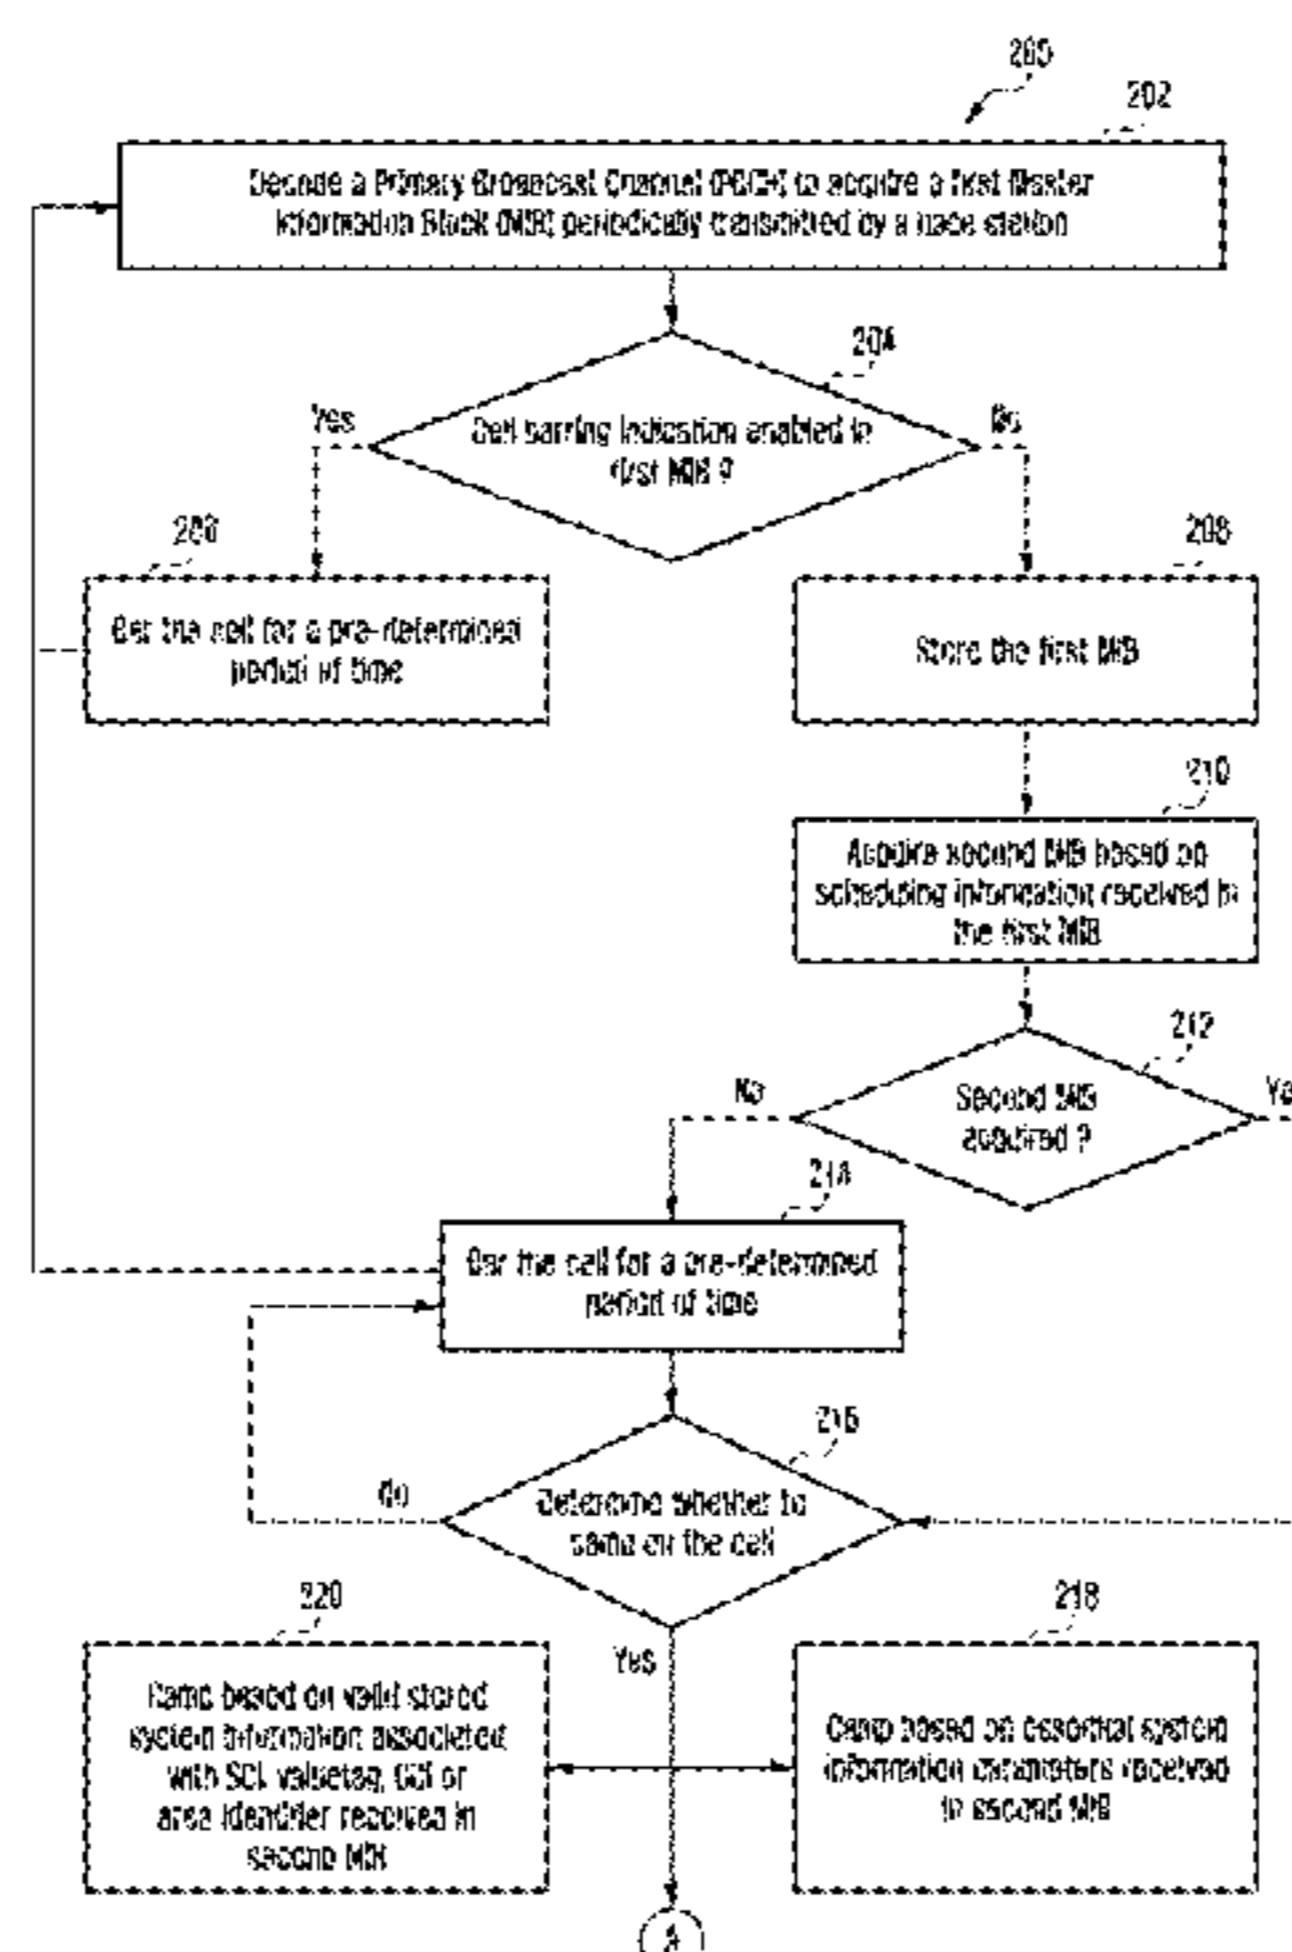 200
202
Decode a Primary Broadcast Channel (PBCH) to acquire a first Master
Information Block (MIB) periodically transmitted by a base station
204
Yes
Cell barring indication enabled in
first MIB ?
No
206
208
Bar the cell for a pre-determined
period of time
Store the first MIB
210
Acquire second MIB based on
scheduling information received in
the first MIB
212
No
Second MIB
acquired ?
214
Bar the cell for a pre-determined
period of time
216
No
Determine whether to
camp on the cell
220
218
Yes
Camp based on valid stored
system information associated
with valuetag, or
area identifier received in
second MIB
Camp based on essential system
information parameters received
in second MIB
A